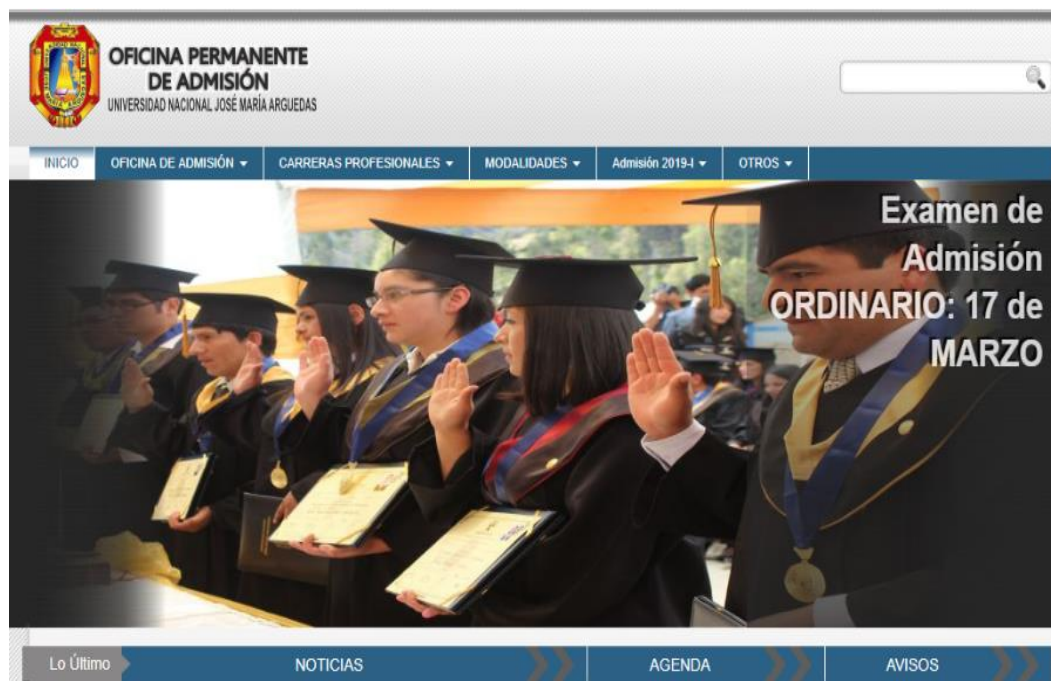 OFICINA PERMANENTE
DE ADMISIÓN
UNIVERSIDAD NACIONAL JOSÉ MARÍA ARGUEDAS
INICIO
OFICINA DE ADMISIÓN
CARRERAS PROFESIONALES
MODALIDADES
Admisión 2019-I
OTROS
Examen de
Admisión
ORDINARIO: 17 de
MARZO
Lo Último
NOTICIAS
AGENDA
AVISOS